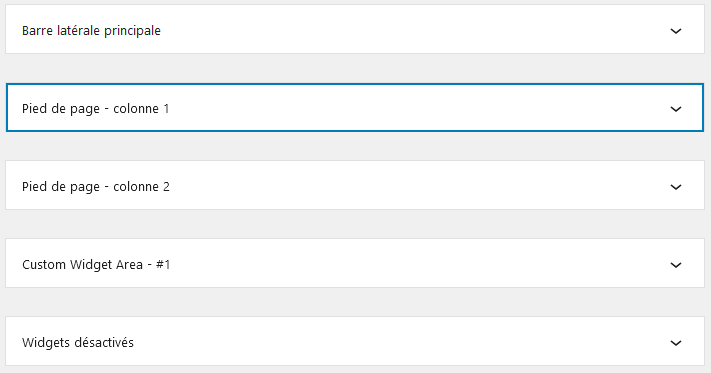 Barre latérale principale
Pied de page - colonne 1
Pied de page - colonne 2
Custom Widget Area - #1
Widgets désactivés